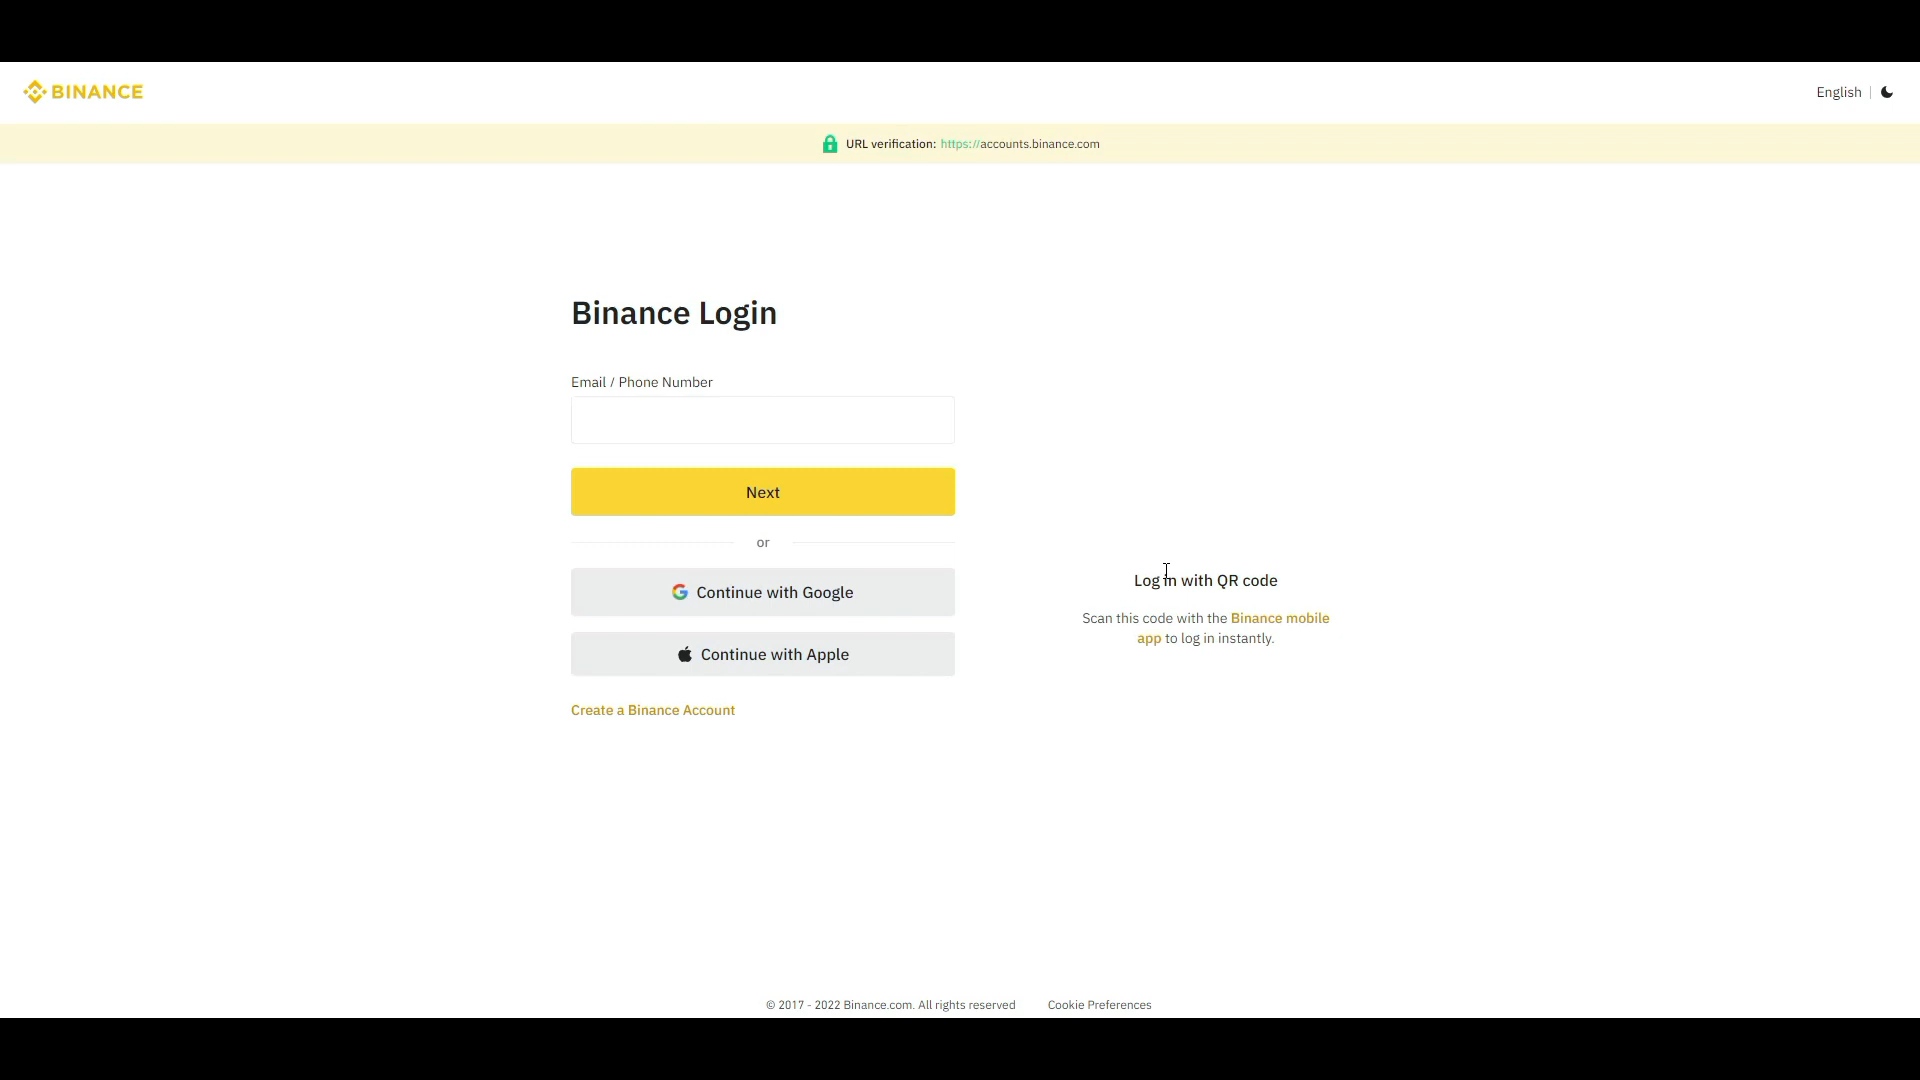 BINANCE
English
URL verification: https://accounts.binance.com
Binance Login
Email / Phone Number
Next
or
Continue with Google
Continue with Apple
Create a Binance Account
Log in with QR code
Scan this code with the Binance mobile
app to log in instantly.
© 2017 - 2022 Binance.com. All rights reserved
Cookie Preferences